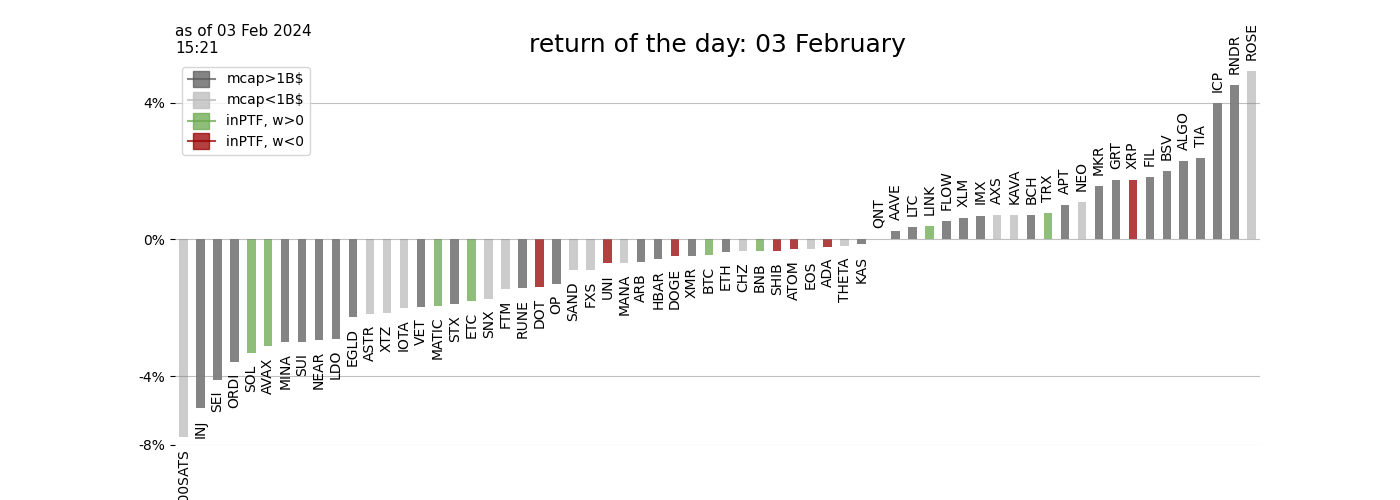 as of 03 Feb 2024
15:21
return of the day: 03 February
mcap>1B$
mcap<1B$
inPTF, w>0
inPTF, w<0
4%
0%
-4%
-8%
00SATS
INJ
SEI
ORDI
SOL
AVAX
MINA
SUI
NEAR
LDO
EGLD
ASTR
XTZ
IOTA
VET
MATIC
STX
ETC
SNX
FTM
RUNE
DOT
OP
SAND
FXS
UNI
MANA
ARB
HBAR
DOGE
XMR
BTC
ETH
CHZ
BNB
SHIB
ATOM
EOS
ADA
THETA
KAS
QNT
AAVE
LTC
LINK
FLOW
XLM
IMX
AXS
KAVA
BCH
TRX
APT
NEO
MKR
GRT
XRP
FIL
BSV
ALGO
TIA
ICP
RNDR
ROSE